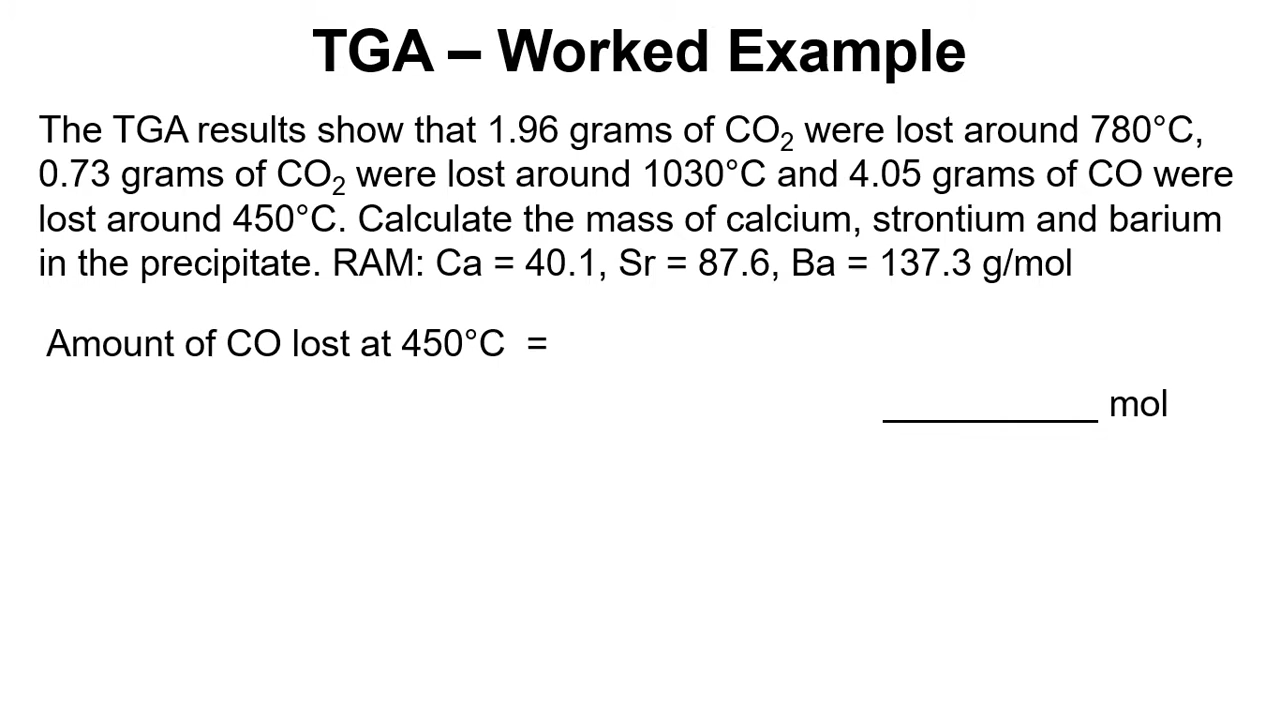 TGA – Worked Example
The TGA results show that 1.96 grams of CO₂ were lost around 780°C,
0.73 grams of CO₂ were lost around 1030°C and 4.05 grams of CO were
lost around 450°C. Calculate the mass of calcium, strontium and barium
in the precipitate. RAM: Ca = 40.1, Sr = 87.6, Ba = 137.3 g/mol
Amount of CO lost at 450°C =
__________ mol